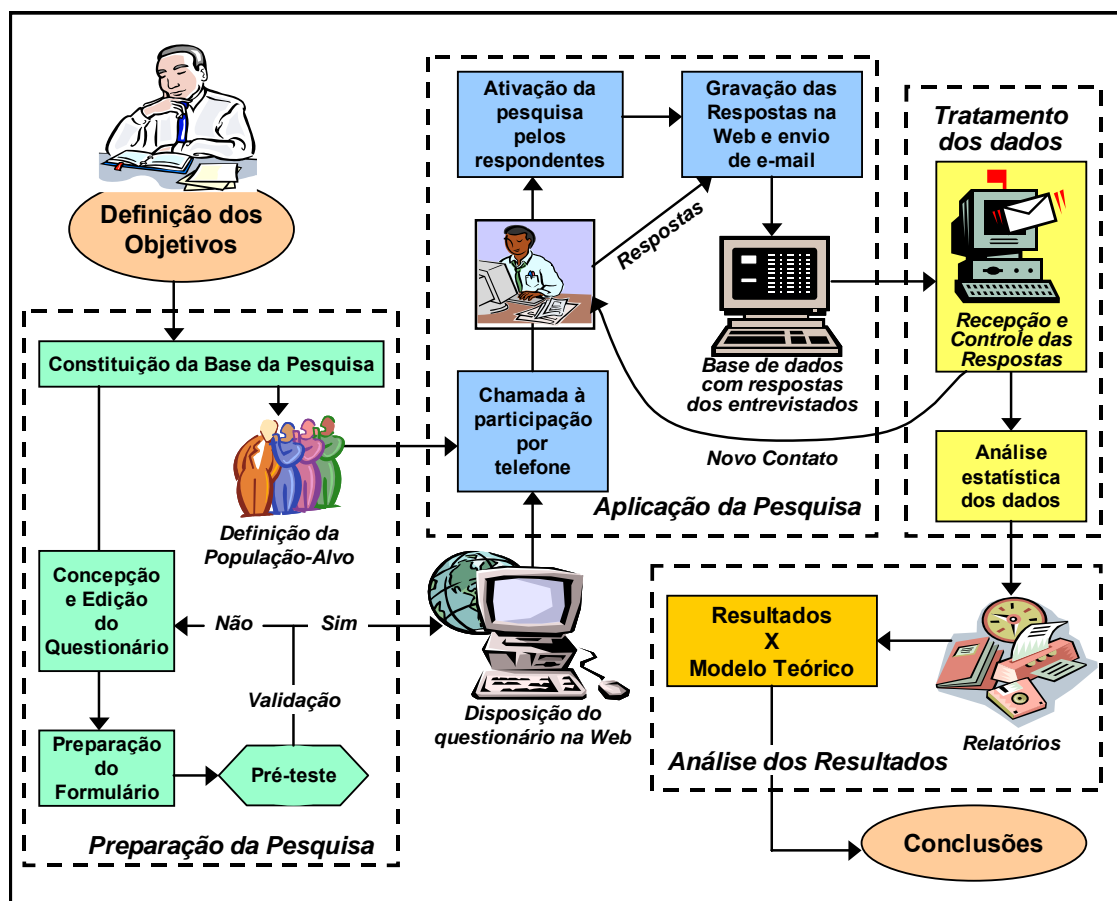 Definição dos
Objetivos
Constituição da Base da Pesquisa
Definição da
População-Alvo
Concepção
e Edição
do
Questionário
Não
Sim
Validação
Preparação
do
Formulário
Pré-teste
Preparação da Pesquisa
Disposição do
questionário na Web
Chamada à
participação
por
telefone
Ativação da
pesquisa
pelos
respondentes
Respostas
Gravação das
Respostas na
Web e envio
de e-mail
Base de dados
com respostas
dos entrevistados
Novo Contato
Aplicação da Pesquisa
Tratamento
dos dados
Recepção e
Controle das
Respostas
Análise
estatística
dos dados
Relatórios
Resultados
X
Modelo Teórico
Análise dos Resultados
Conclusões